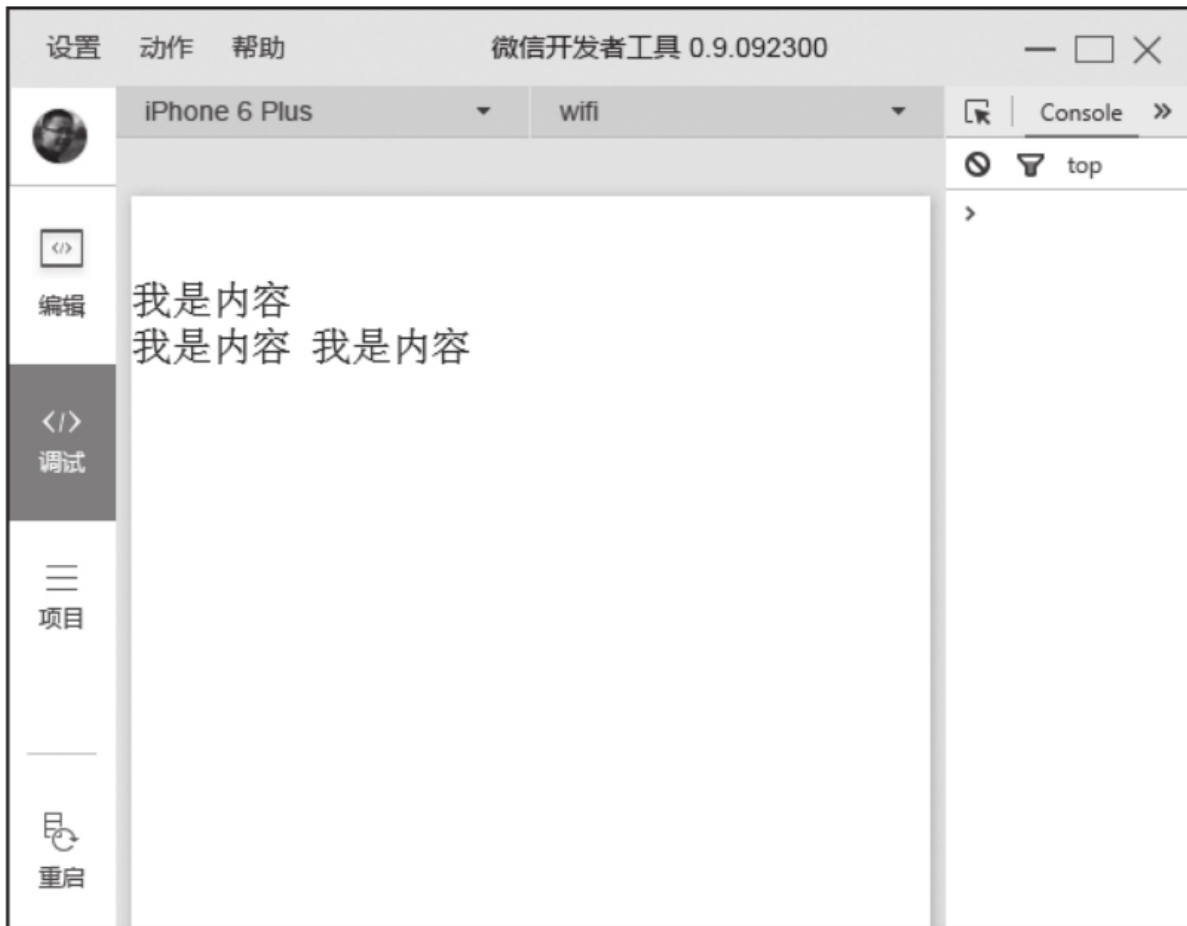 设置 动作 帮助 微信开发者工具 0.9.092300
iPhone 6 Plus wifi Console
top
编辑
我是内容
我是内容 我是内容
调试
项目
重启